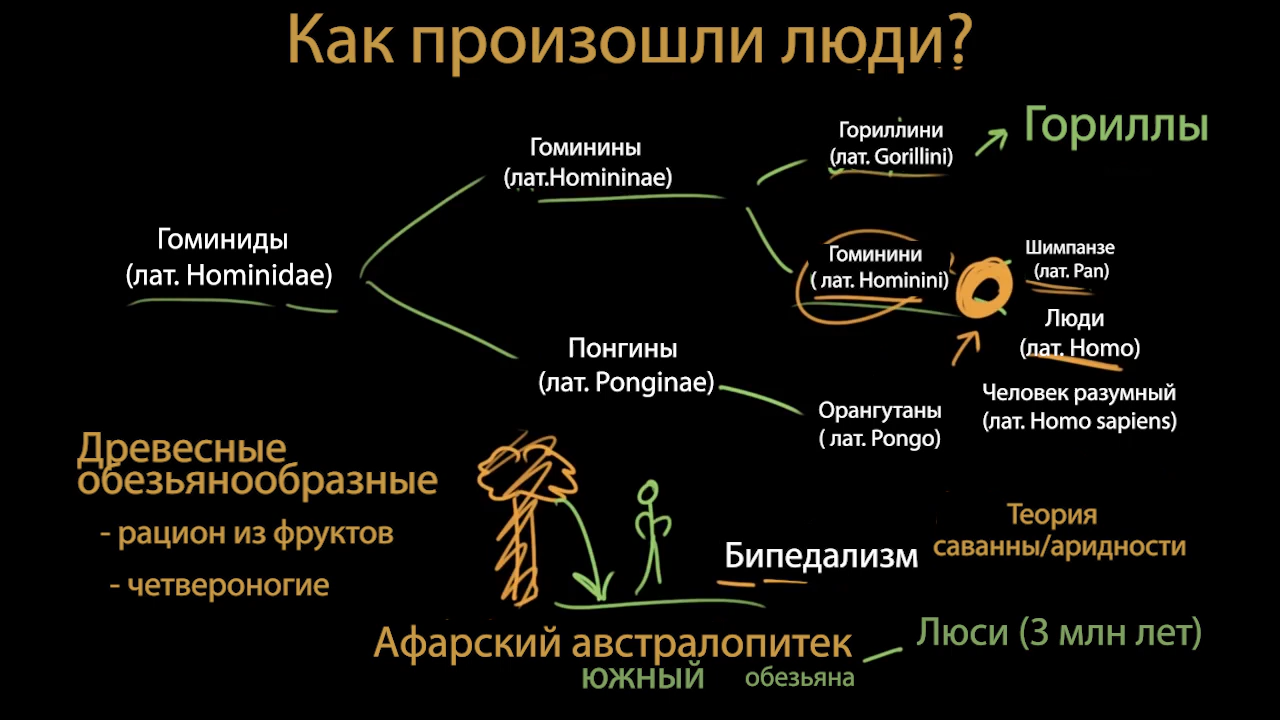 Как произошли люди?
Гориллы
Гориллини
(лат. Gorillini)
Гоминины
(лат.Homininae)
Гоминиды
(лат. Hominidae)
Гоминини
( лат. Hominini)
Шимпанзе
(лат. Pan)
Люди
(лат. Homo)
Понгины
(лат. Ponginae)
Человек разумный
(лат. Homo sapiens)
Орангутаны
( лат. Pongo)
Древесные
обезьянообразные
- рацион из фруктов
- четвероногие
Бипедализм
Теория
саванны/аридности
Афарский австралопитек
южный обезьяна
Люси (3 млн лет)